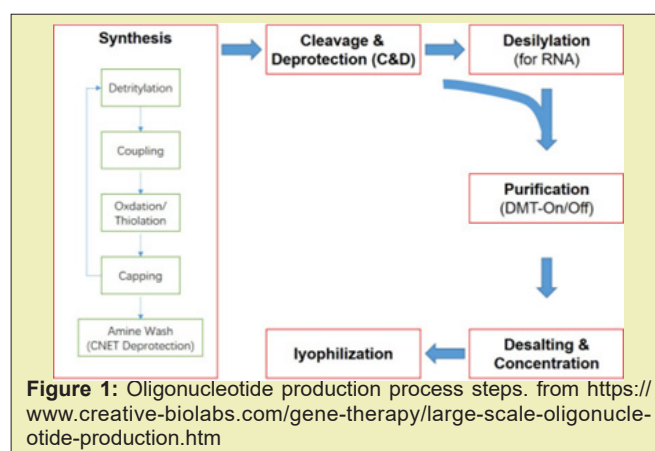 Synthesis
Detritylation
Coupling
Oxdation/
Thiolation
Capping
Amine Wash
(CNET Deprotection)
Cleavage &
Deprotection (C&D)
Desilylation
(for RNA)
Purification
(DMT-On/Off)
Desalting &
Concentration
lyophilization
Figure 1: Oligonucleotide production process steps. from https://
www.creative-biolabs.com/gene-therapy/large-scale-oligonucle-
otide-production.htm